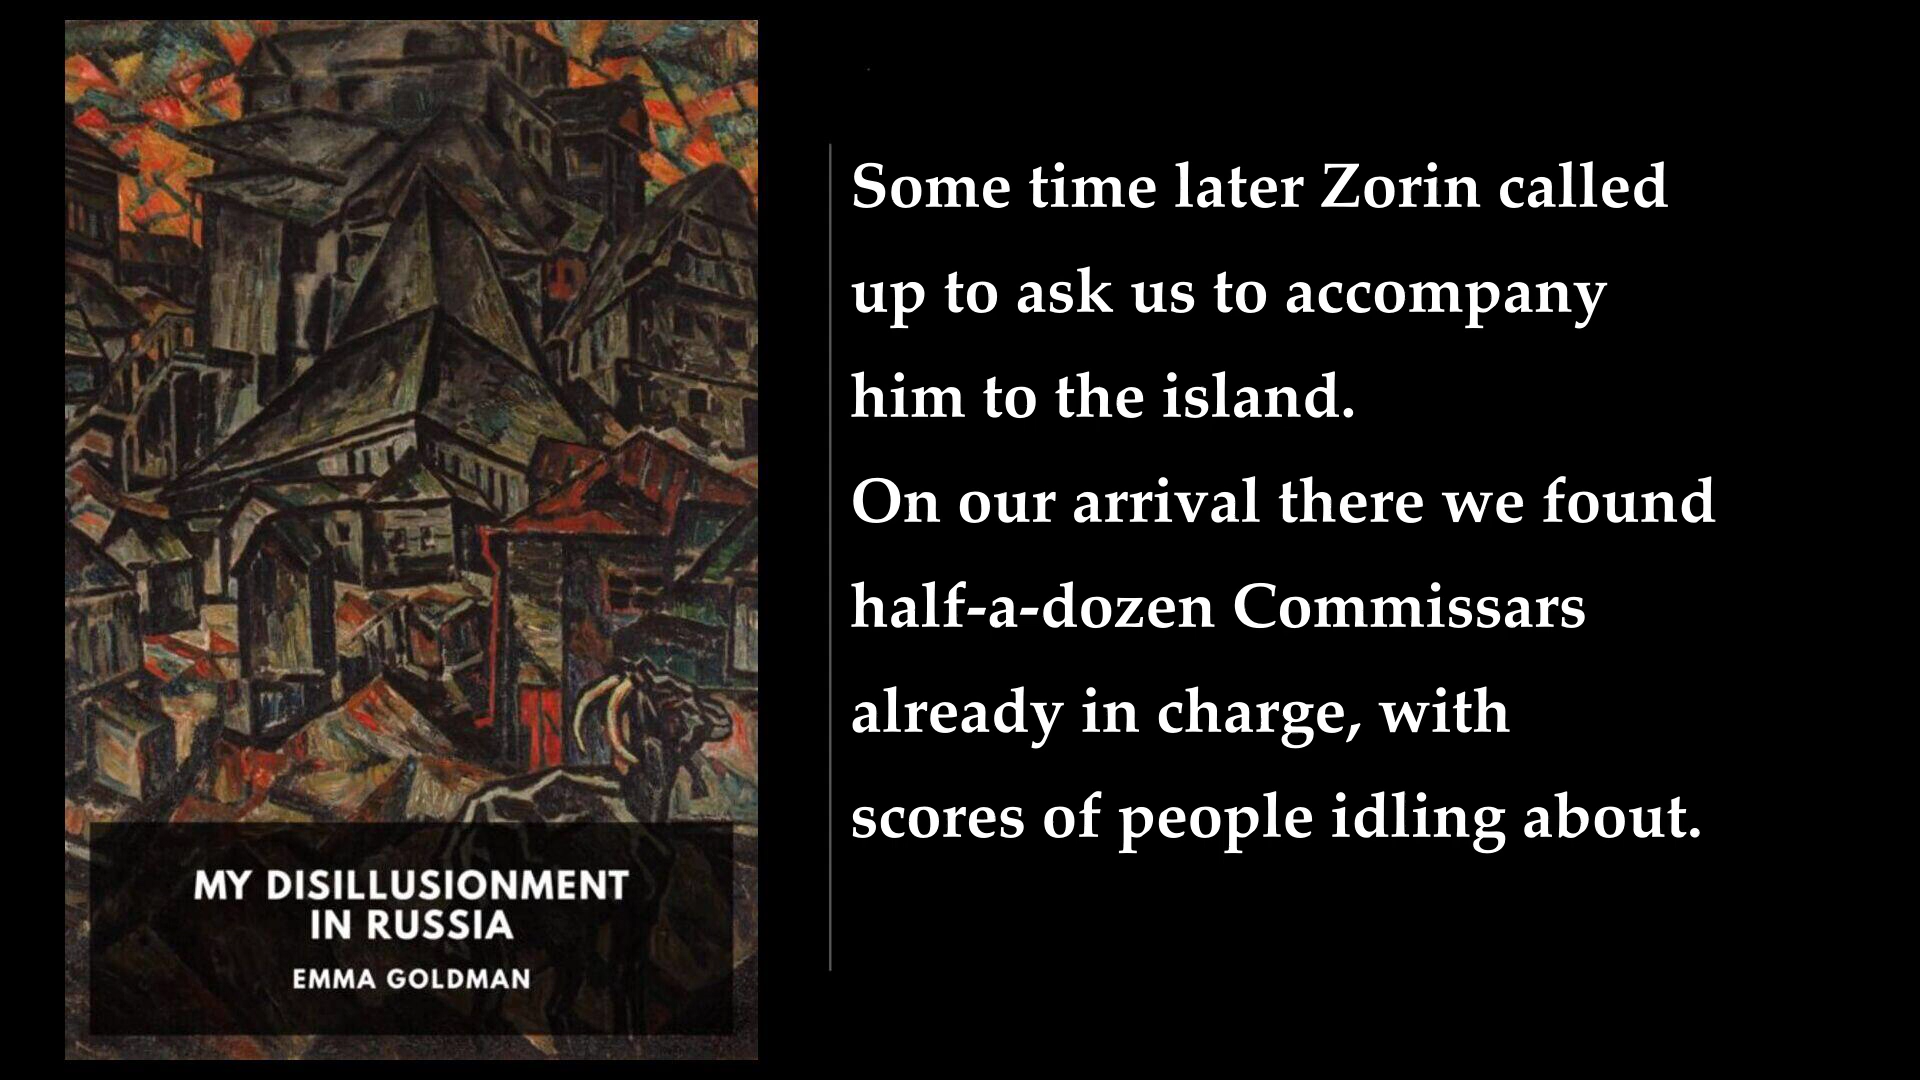 MY DISILLUSIONMENT
IN RUSSIA
EMMA GOLDMAN
Some time later Zorin called
up to ask us to accompany
him to the island.
On our arrival there we found
half-a-dozen Commissars
already in charge, with
scores of people idling about.